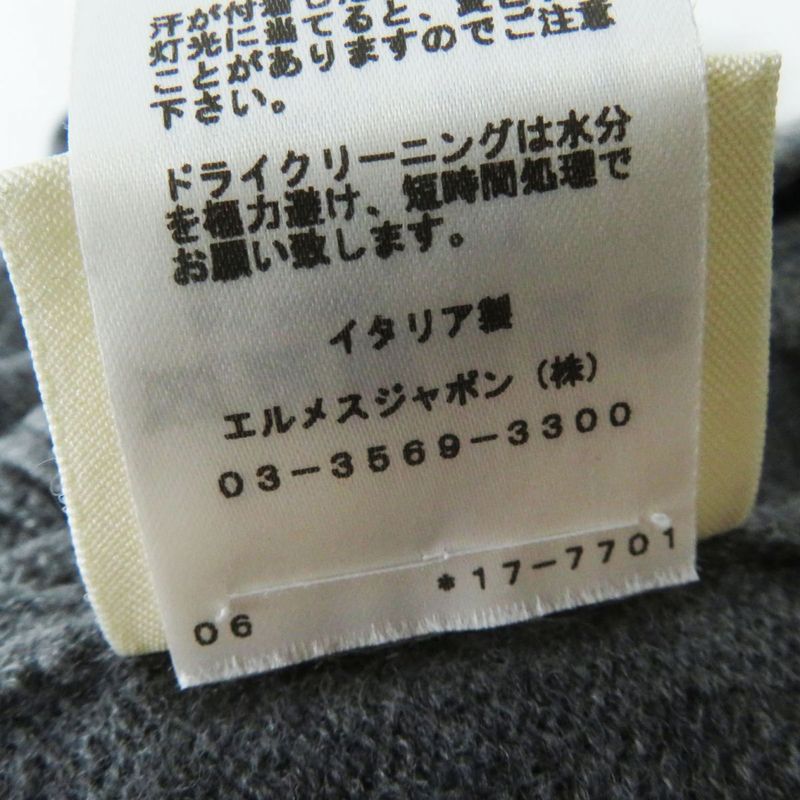 汗が付着した
灯光に当てると、変色
ことがありますのでご注意
下さい。
ドライクリーニングは水分
を極力避け、短時間処理で
お願い致します。
イタリア製
エルメスジャポン（株）
03-3569-3300
*17-7701
06